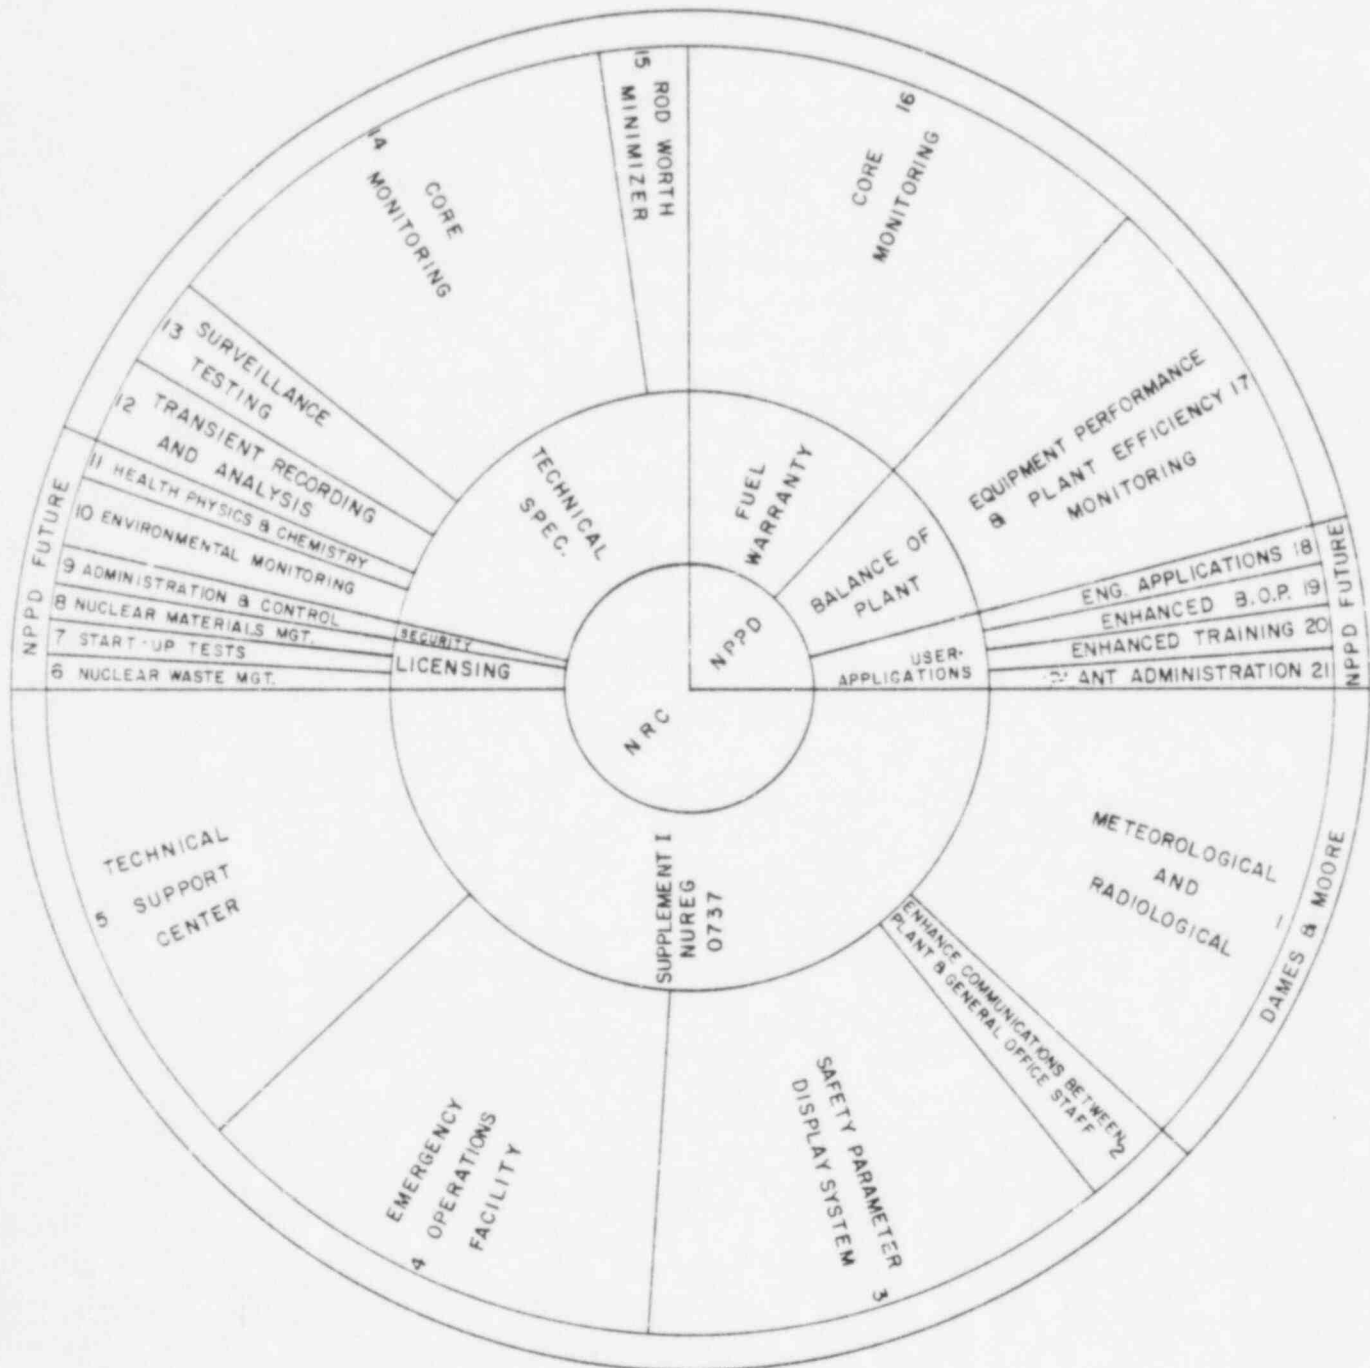 NRC
NPPD
SUPPLEMENT I
NUREG
0737
LICENSING
SECURITY
TECHNICAL
SPEC.
FUEL
WARRANTY
BALANCE OF
PLANT
USER-
APPLICATIONS
METEOROLOGICAL
AND
RADIOLOGICAL
1
ENHANCE COMMUNICATIONS BETWEEN
PLANT & GENERAL OFFICE STAFF
2
SAFETY PARAMETER
DISPLAY SYSTEM
3
EMERGENCY
4 OPERATIONS
FACILITY
TECHNICAL
5 SUPPORT
CENTER
6 NUCLEAR WASTE MGT.
7 START-UP TESTS
8 NUCLEAR MATERIALS MGT.
9 ADMINISTRATION & CONTROL
10 ENVIRONMENTAL MONITORING
11 HEALTH PHYSICS & CHEMISTRY
12 TRANSIENT RECORDING
AND ANALYSIS
13 SURVEILLANCE
TESTING
14 CORE
MONITORING
15 ROD WORTH
MINIMIZER
16
CORE
MONITORING
EQUIPMENT PERFORMANCE
& PLANT EFFICIENCY 17
MONITORING
ENG. APPLICATIONS 18
ENHANCED B.O.P. 19
ENHANCED TRAINING 20
ADMINISTRATION 21
NPPD FUTURE
NPPD FUTURE
DAMES & MOORE